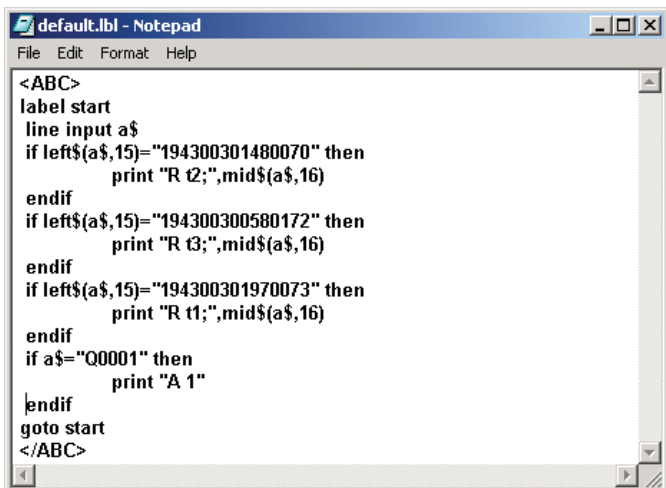 default.lbl - Notepad
File Edit Format Help
<ABC>
label start
line input a$
if left$(a$,15)="194300301480070" then
print "R t2;",mid$(a$,16)
endif
if left$(a$,15)="194300300580172" then
print "R t3;",mid$(a$,16)
endif
if left$(a$,15)="194300301970073" then
print "R t1;",mid$(a$,16)
endif
if a$="Q0001" then
print "A 1"
endif
goto start
</ABC>